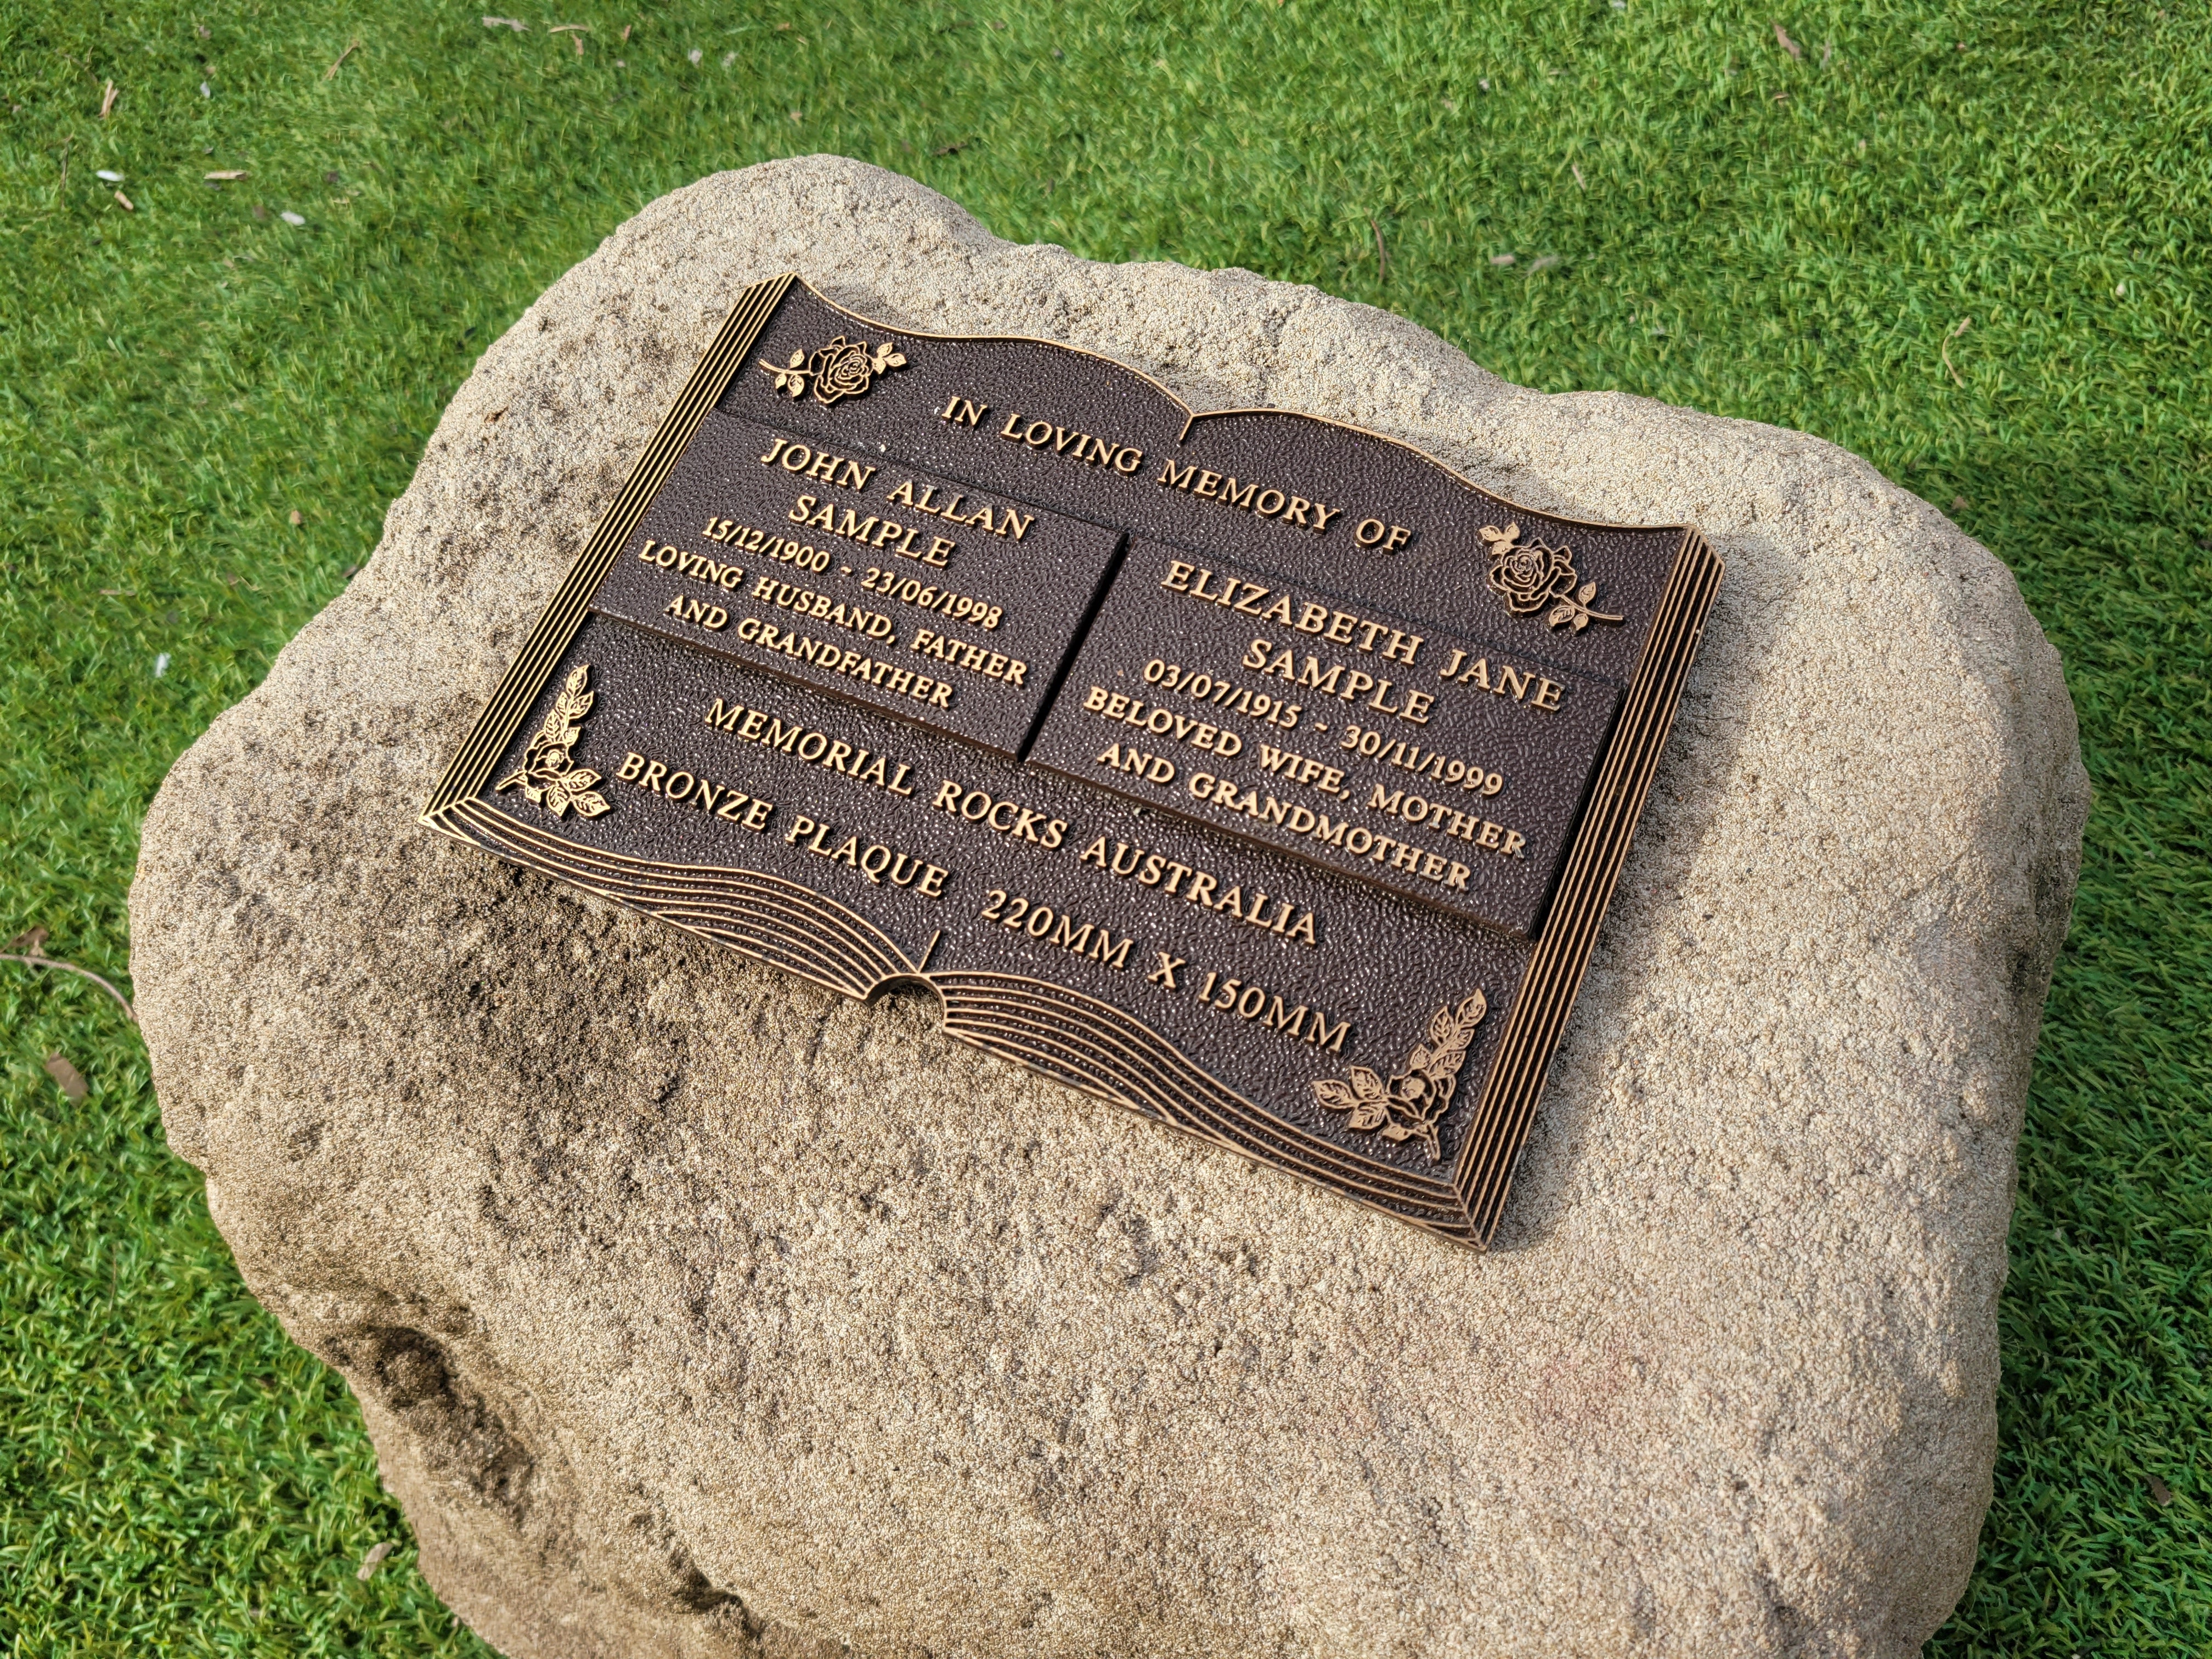 IN LOVING MEMORY OF
JOHN ALLAN
SAMPLE
15/12/1900 - 23/06/1998
LOVING HUSBAND, FATHER
AND GRANDFATHER
ELIZABETH JANE
SAMPLE
03/07/1915 - 30/11/1999
BELOVED WIFE, MOTHER
AND GRANDMOTHER
MEMORIAL ROCKS AUSTRALIA
BRONZE PLAQUE 220MM X 150MM